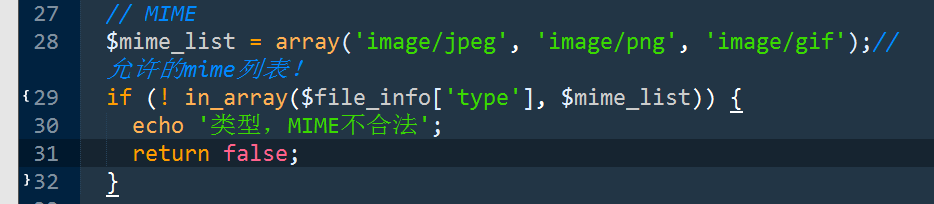 27 // MIME
28 $mime_list = array('image/jpeg', 'image/png', 'image/gif');//
允许的mime列表！
29 if (! in_array($file_info['type'], $mime_list)) {
30 echo '类型，MIME不合法';
31 return false;
32 }